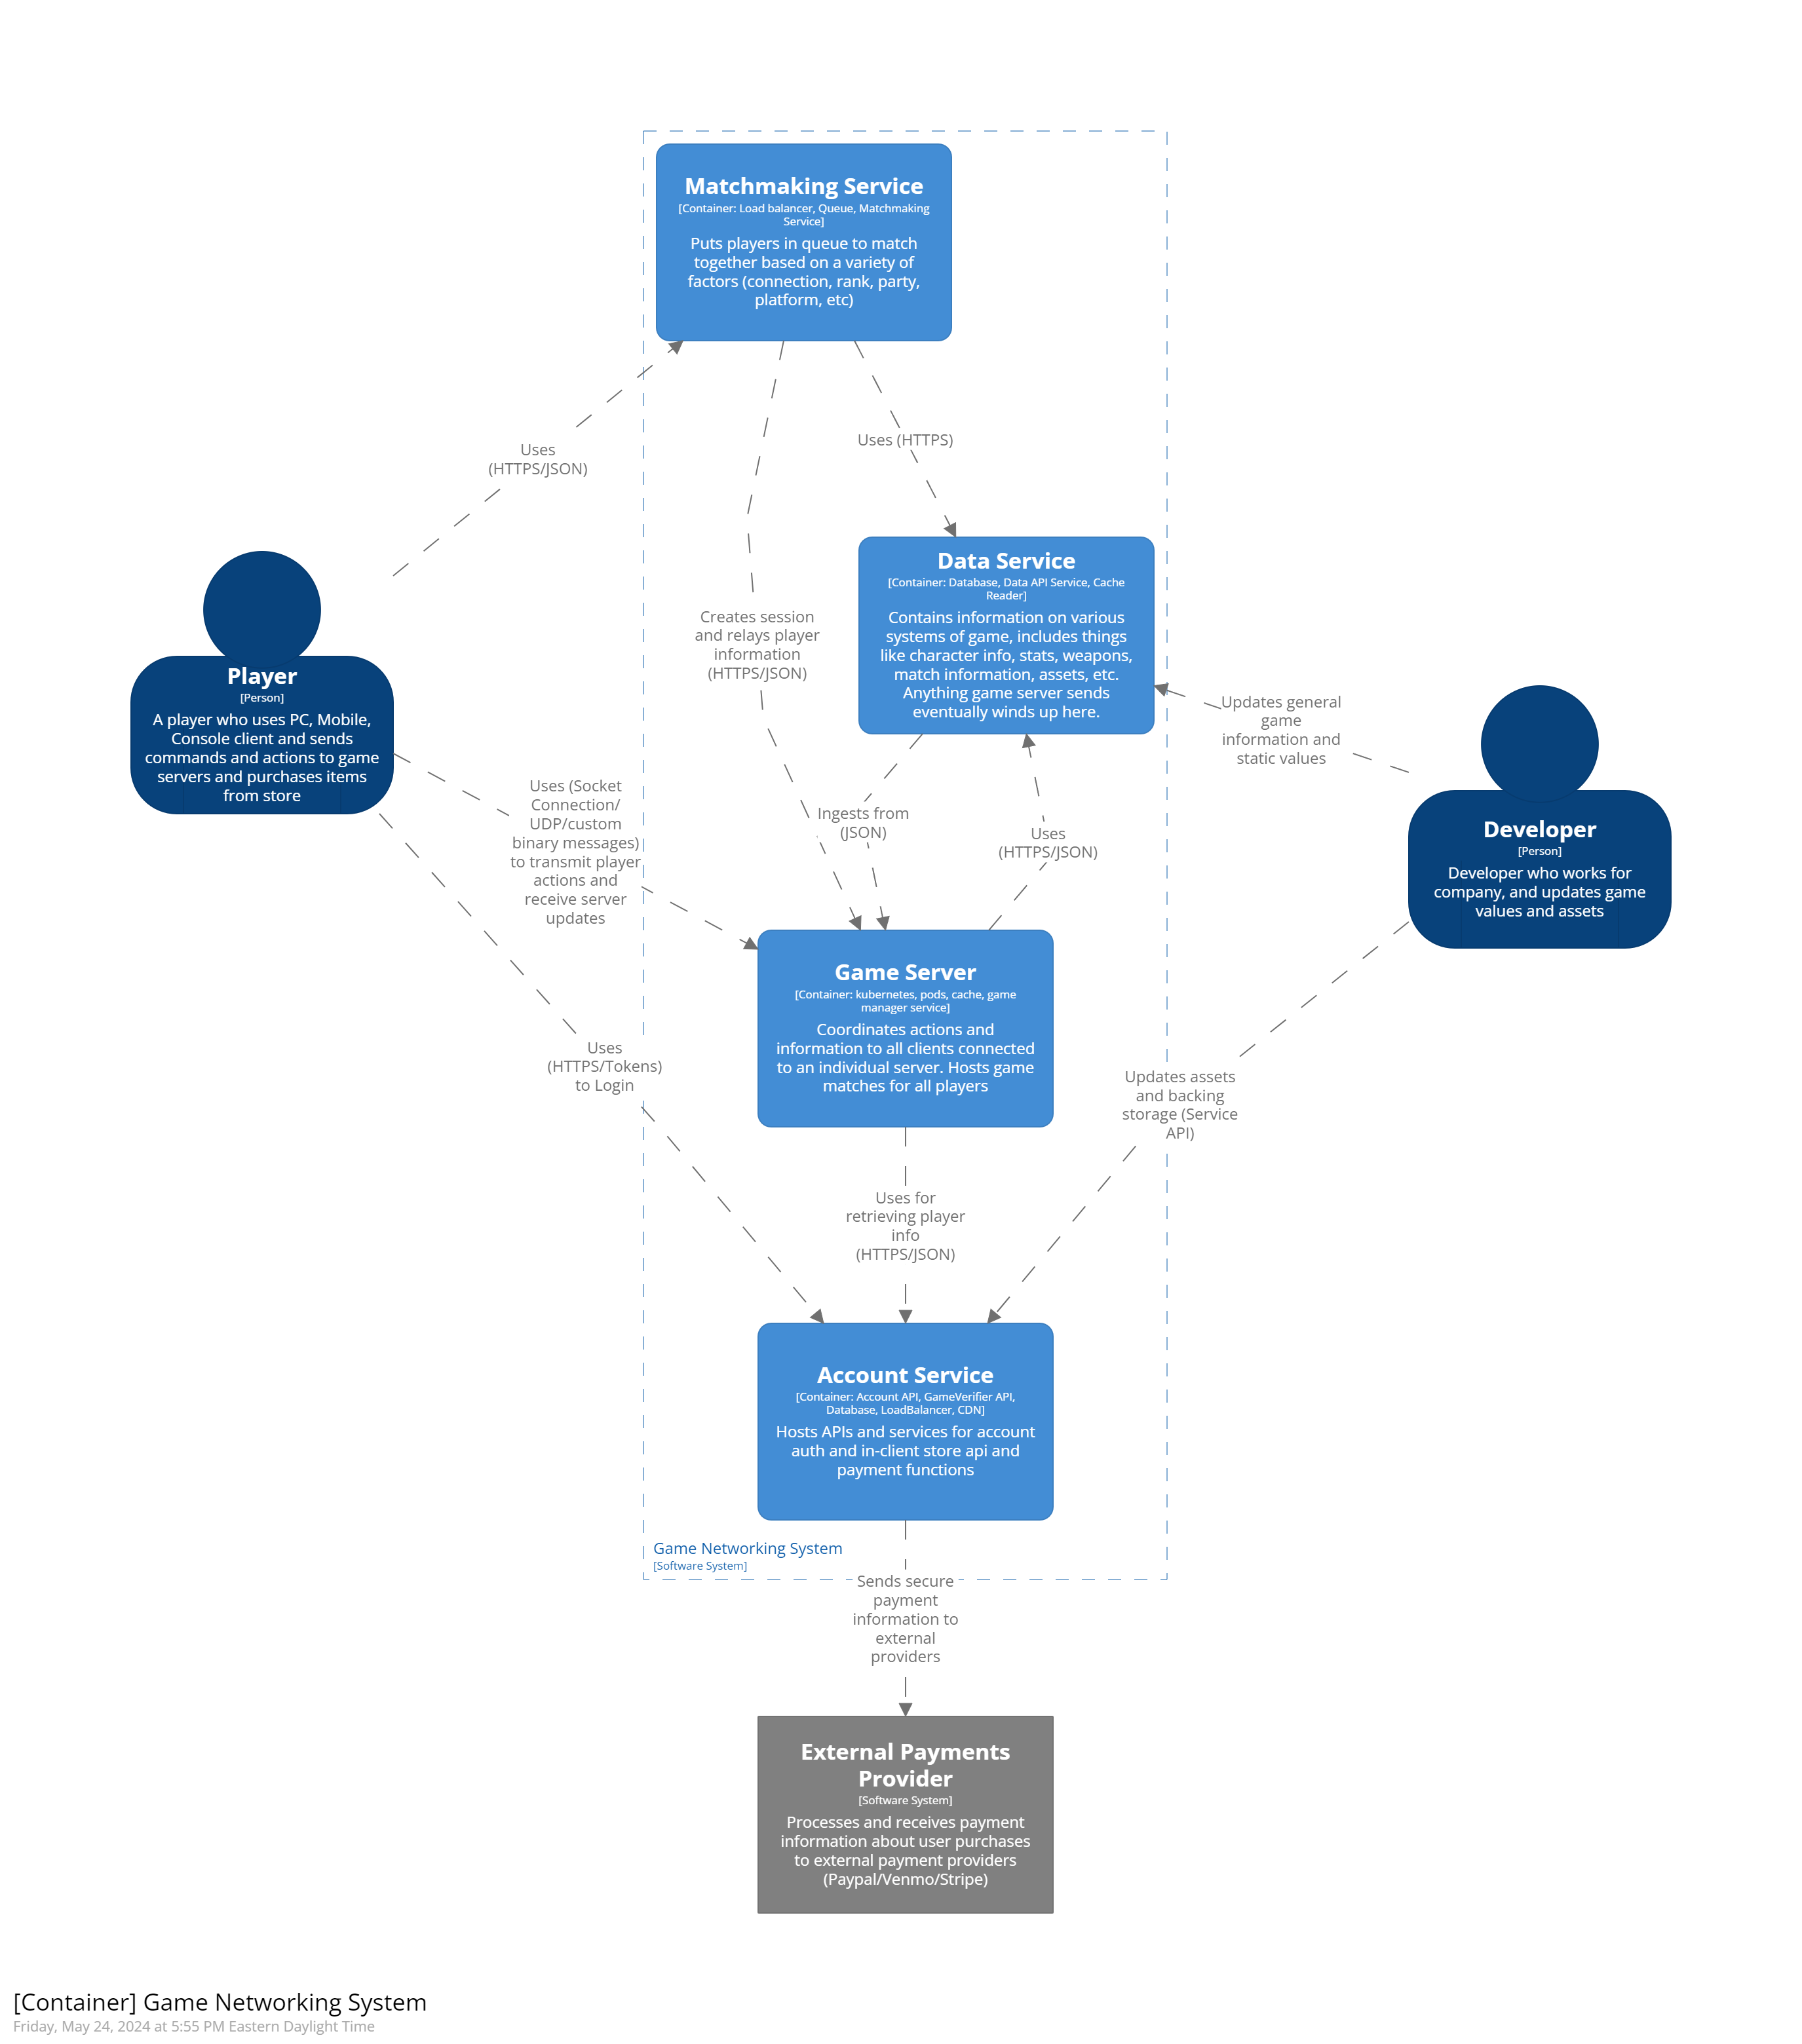 Matchmaking Service
[Container: Load balancer, Queue, Matchmaking
Service]
Puts players in queue to match
together based on a variety of
factors (connection, rank, party,
platform, etc)
Uses
(HTTPS/JSON)
Uses (HTTPS)
Creates session
and relays player
information
(HTTPS/JSON)
Data Service
[Container: Database, Data API Service, Cache
Reader]
Contains information on various
systems of game, includes things
like character info, stats, weapons,
match information, assets, etc.
Anything game server sends
eventually winds up here.
Player
[Person]
A player who uses PC, Mobile,
Console client and sends
commands and actions to game
servers and purchases items
from store
Updates general
game
information and
static values
Uses (Socket
Connection/
UDP/custom
binary messages)
to transmit player
actions and
receive server
updates
Ingests from
(JSON)
Uses
(HTTPS/JSON)
Developer
[Person]
Developer who works for
company, and updates game
values and assets
Game Server
[Container: kubernetes, pods, cache, game
manager service]
Coordinates actions and
information to all clients connected
to an individual server. Hosts game
matches for all players
Uses
(HTTPS/Tokens)
to Login
Updates assets
and backing
storage (Service
API)
Uses for
retrieving player
info
(HTTPS/JSON)
Account Service
[Container: Account API, GameVerifier API,
Database, LoadBalancer, CDN]
Hosts APIs and services for account
auth and in-client store api and
payment functions
Game Networking System
[Software System]
Sends secure
payment
information to
external
providers
External Payments
Provider
[Software System]
Processes and receives payment
information about user purchases
to external payment providers
(Paypal/Venmo/Stripe)
[Container] Game Networking System
Friday, May 24, 2024 at 5:55 PM Eastern Daylight Time